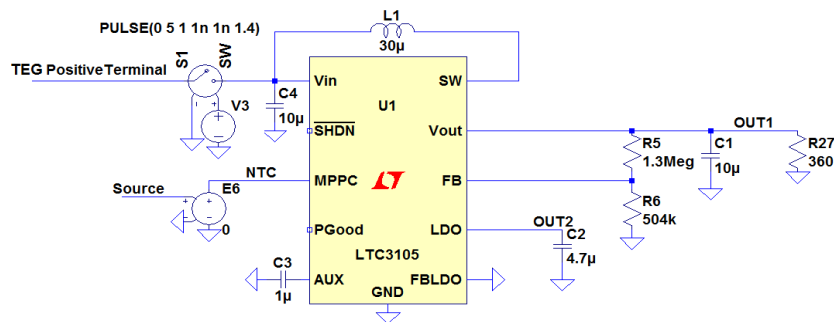 PULSE(0 5 1 1n 1n 1.4)
L1
30µ
S1
SW
TEG Positive Terminal
V3
C4
10µ
Vin
SW
U1
SHDN
Vout
OUT1
R5
1.3Meg
C1
10µ
R27
360
NTC
MPPC
FB
Source
E6
0
R6
504k
PGood
LDO
OUT2
C2
4.7µ
LTC3105
C3
1µ
AUX
FBLDO
GND